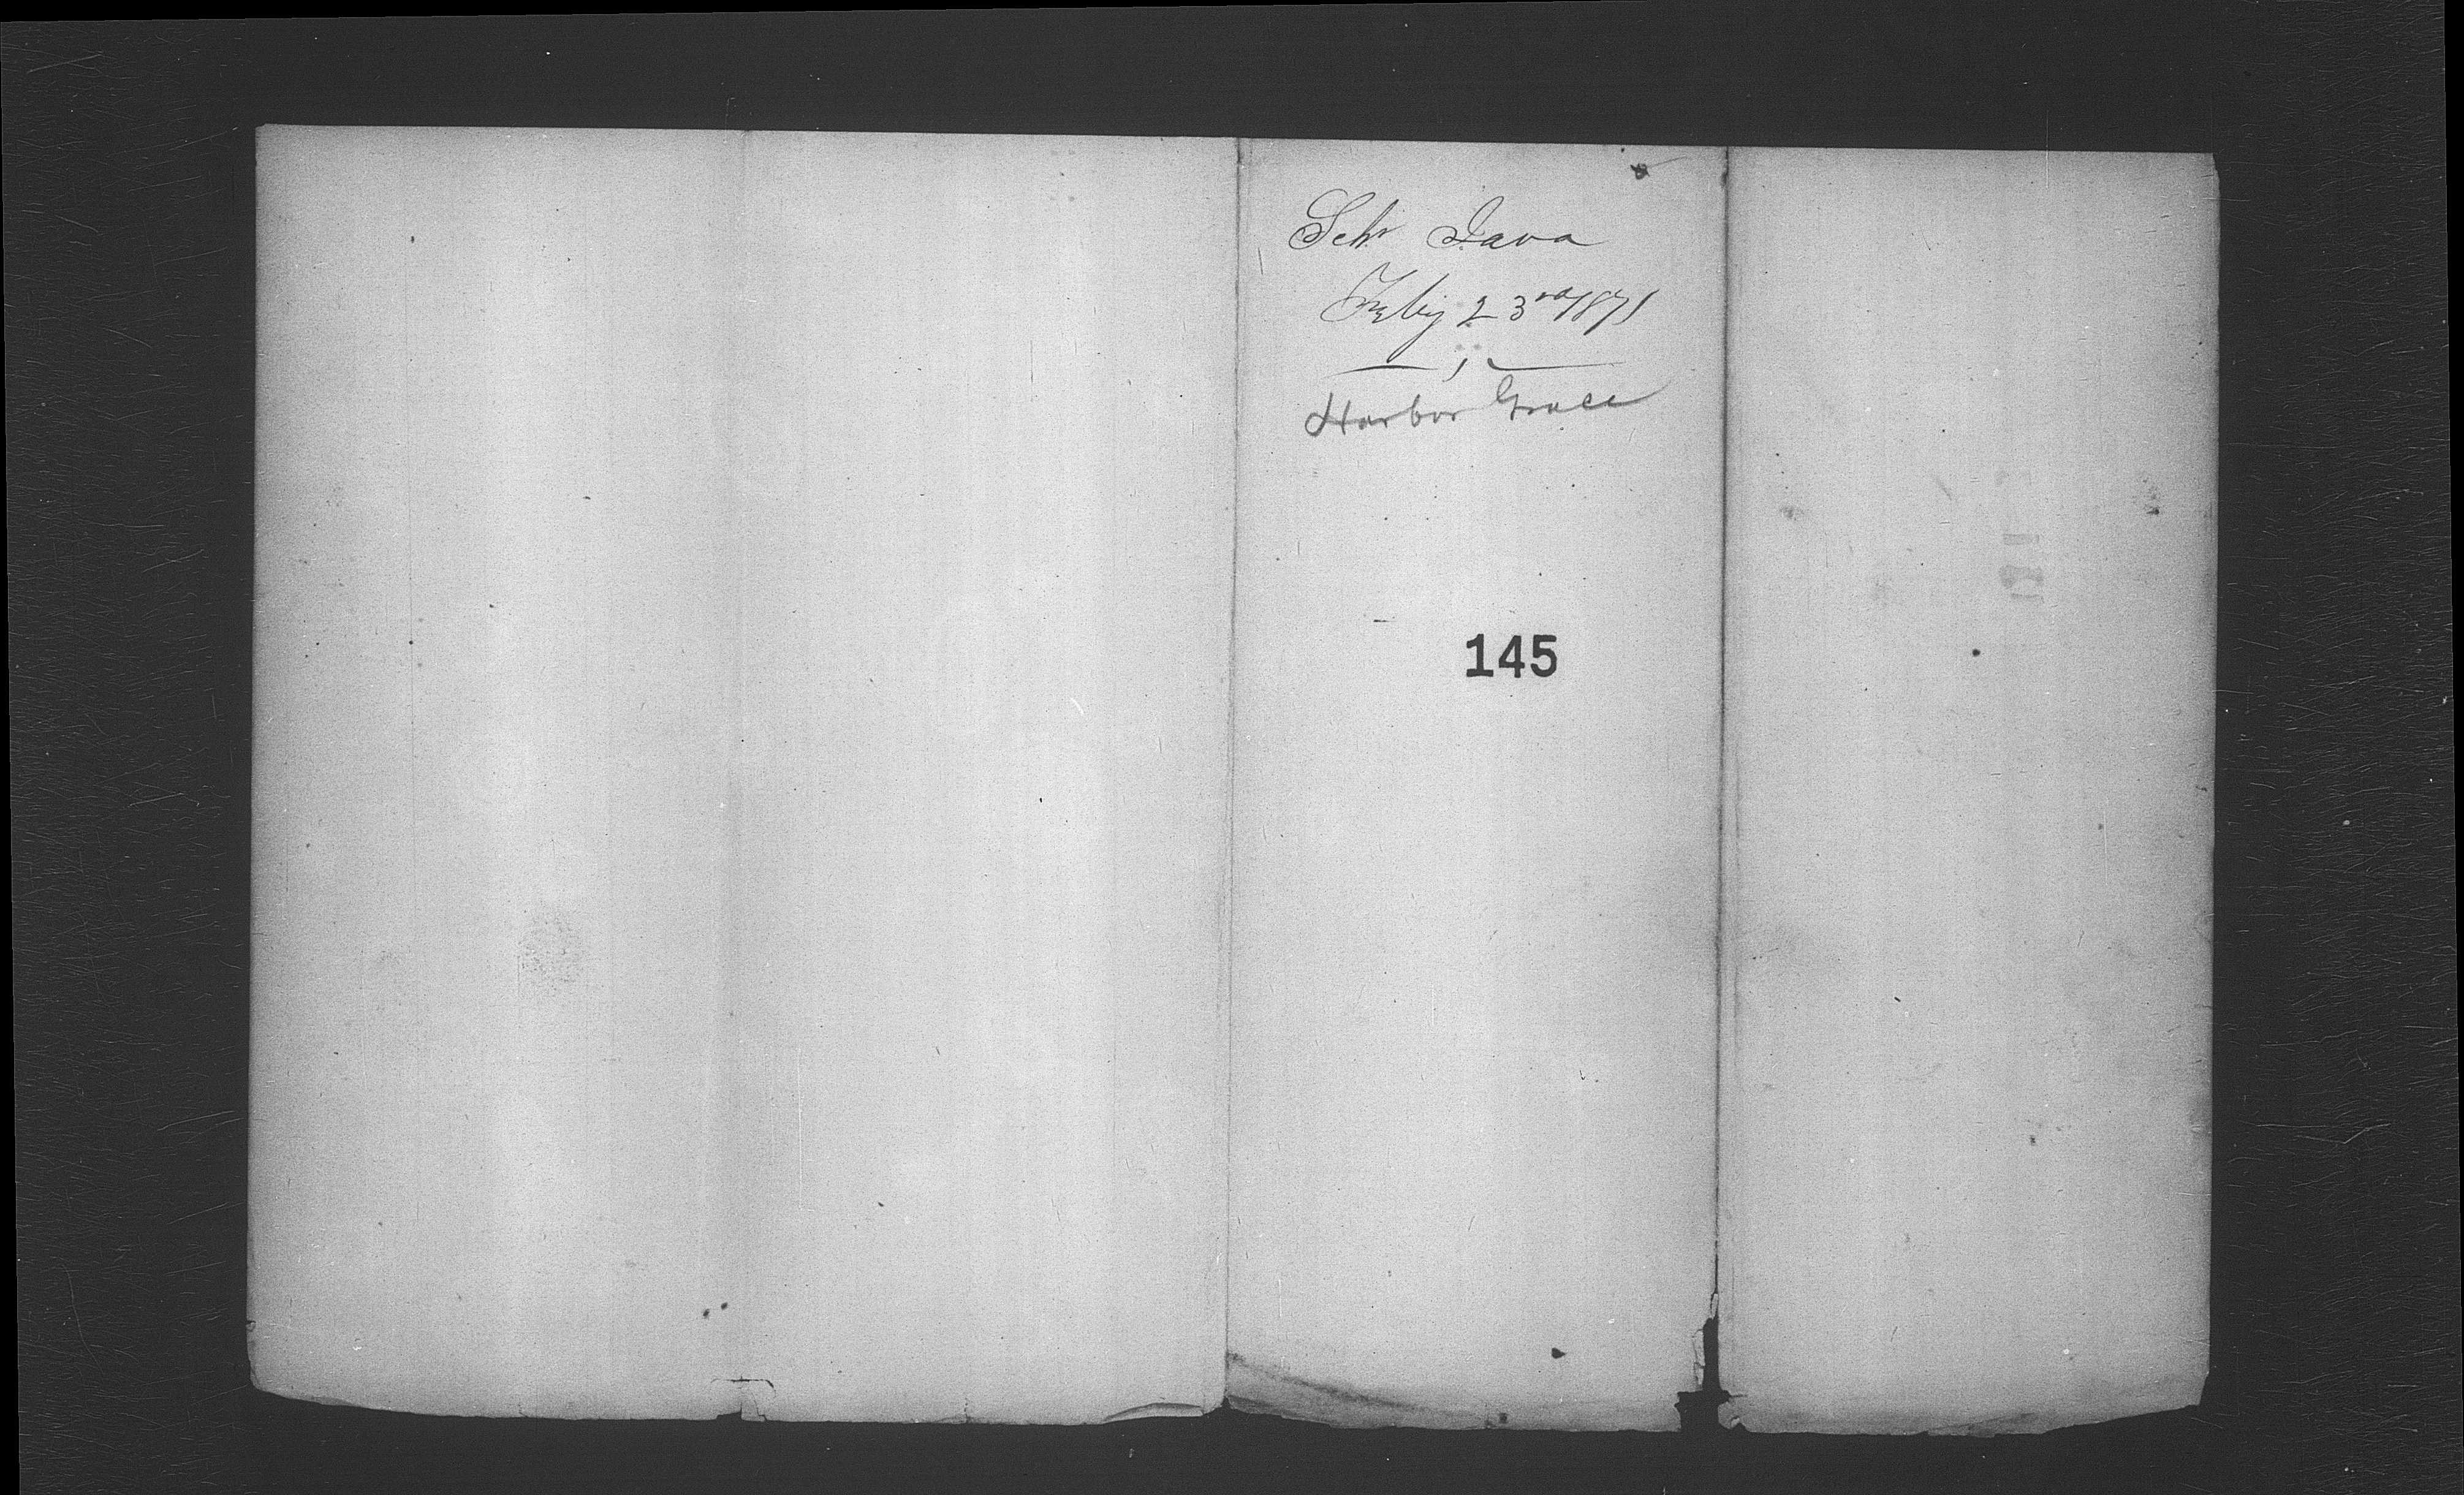 Schr Java
Feby 23rd 1871
Harbor Grace
145